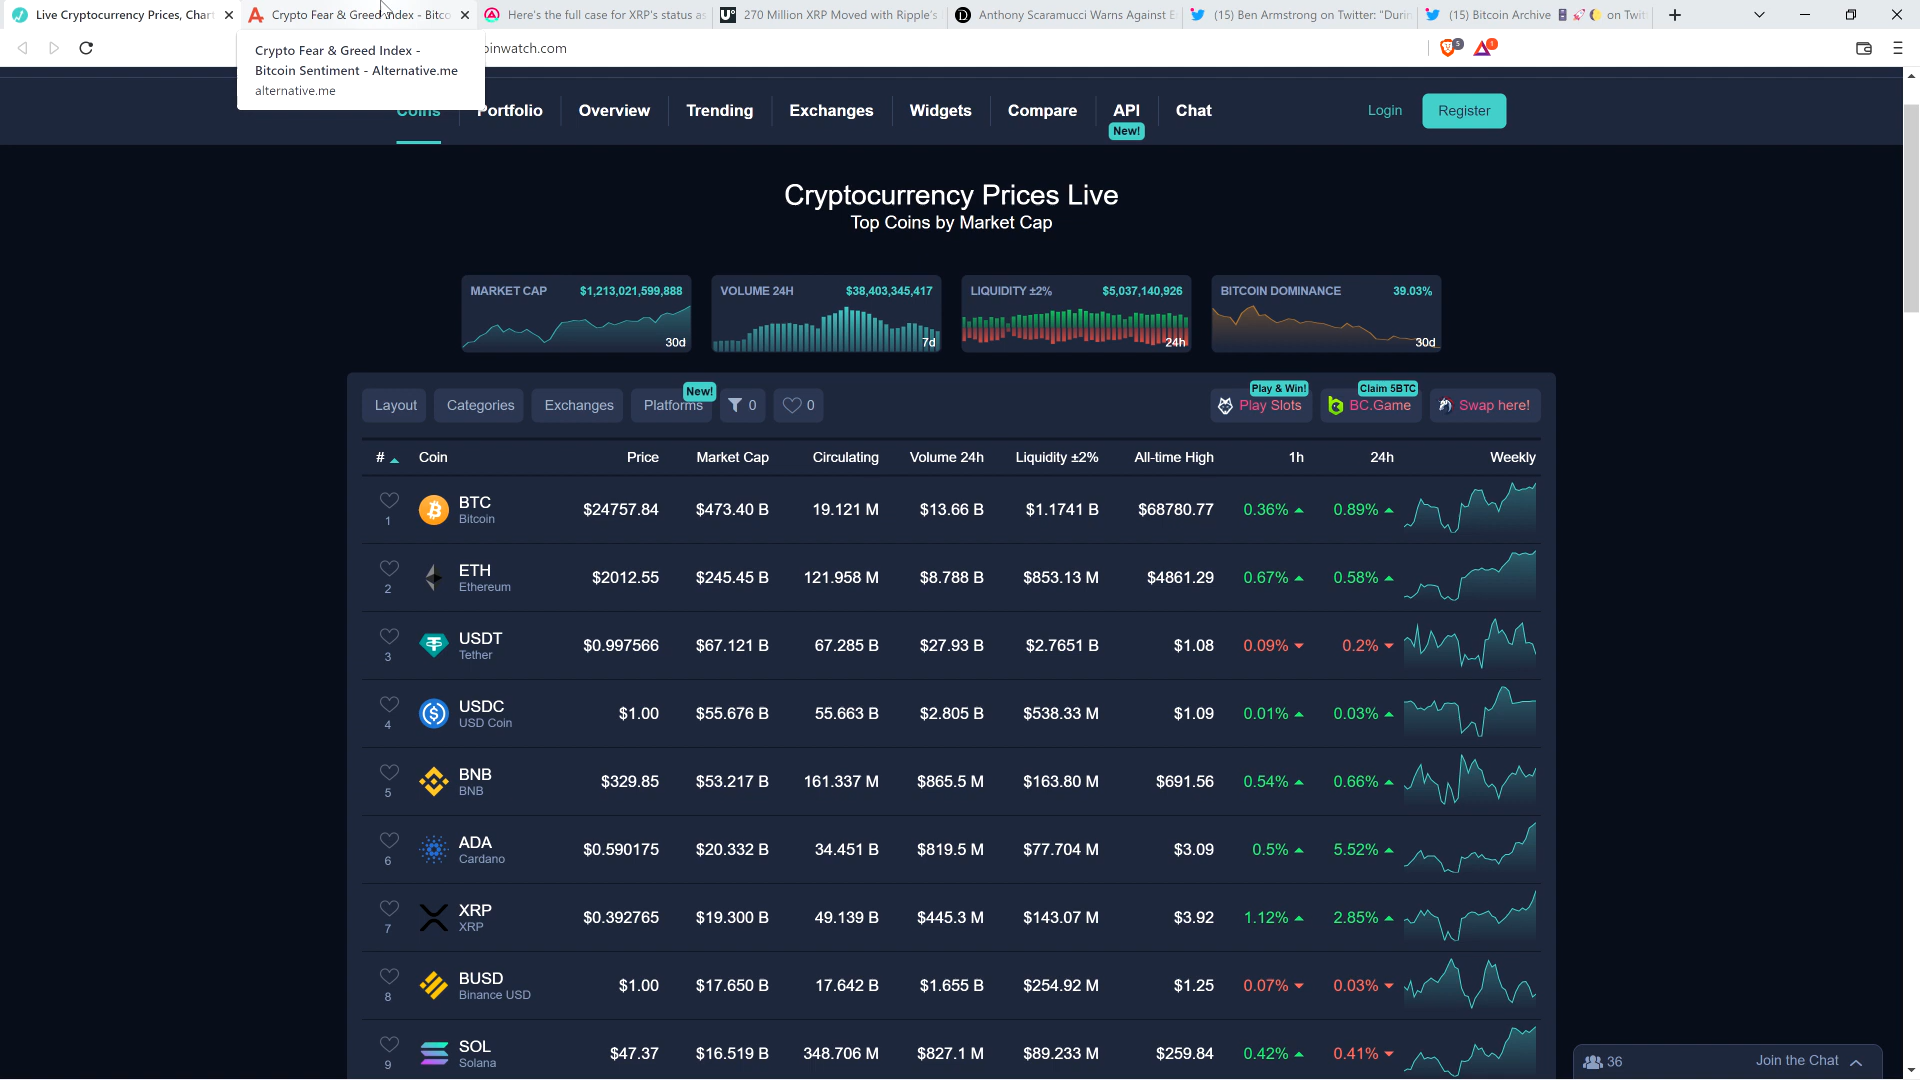 Live Cryptocurrency Prices, Chart
Crypto Fear & Greed Index - Bitco
Here's the full case for XRP's status as
270 Million XRP Moved with Ripple's
Anthony Scaramucci Warns Against E
(15) Ben Armstrong on Twitter: "Durin
(15) Bitcoin Archive 🚀🌔 on Twit
oinwatch.com
5
1
Crypto Fear & Greed Index -
Bitcoin Sentiment - Alternative.me
alternative.me
Coins
Portfolio
Overview
Trending
Exchanges
Widgets
Compare
API
New!
Chat
Login
Register
Cryptocurrency Prices Live
Top Coins by Market Cap
MARKET CAP $1,213,021,599,888
30d
VOLUME 24H $38,403,345,417
7d
LIQUIDITY ±2% $5,037,140,926
24h
BITCOIN DOMINANCE 39.03%
30d
Layout
Categories
Exchanges
Platforms
New!
0
0
Play & Win!
Play Slots
Claim 5BTC
BC.Game
Swap here!
# Coin Price Market Cap Circulating Volume 24h Liquidity ±2% All-time High 1h 24h Weekly
1 BTC Bitcoin $24757.84 $473.40 B 19.121 M $13.66 B $1.1741 B $68780.77 0.36% 0.89%
2 ETH Ethereum $2012.55 $245.45 B 121.958 M $8.788 B $853.13 M $4861.29 0.67% 0.58%
3 USDT Tether $0.997566 $67.121 B 67.285 B $27.93 B $2.7651 B $1.08 0.09% 0.2%
4 USDC USD Coin $1.00 $55.676 B 55.663 B $2.805 B $538.33 M $1.09 0.01% 0.03%
5 BNB BNB $329.85 $53.217 B 161.337 M $865.5 M $163.80 M $691.56 0.54% 0.66%
6 ADA Cardano $0.590175 $20.332 B 34.451 B $819.5 M $77.704 M $3.09 0.5% 5.52%
7 XRP XRP $0.392765 $19.300 B 49.139 B $445.3 M $143.07 M $3.92 1.12% 2.85%
8 BUSD Binance USD $1.00 $17.650 B 17.642 B $1.655 B $254.92 M $1.25 0.07% 0.03%
9 SOL Solana $47.37 $16.519 B 348.706 M $827.1 M $89.233 M $259.84 0.42% 0.41%
36
Join the Chat